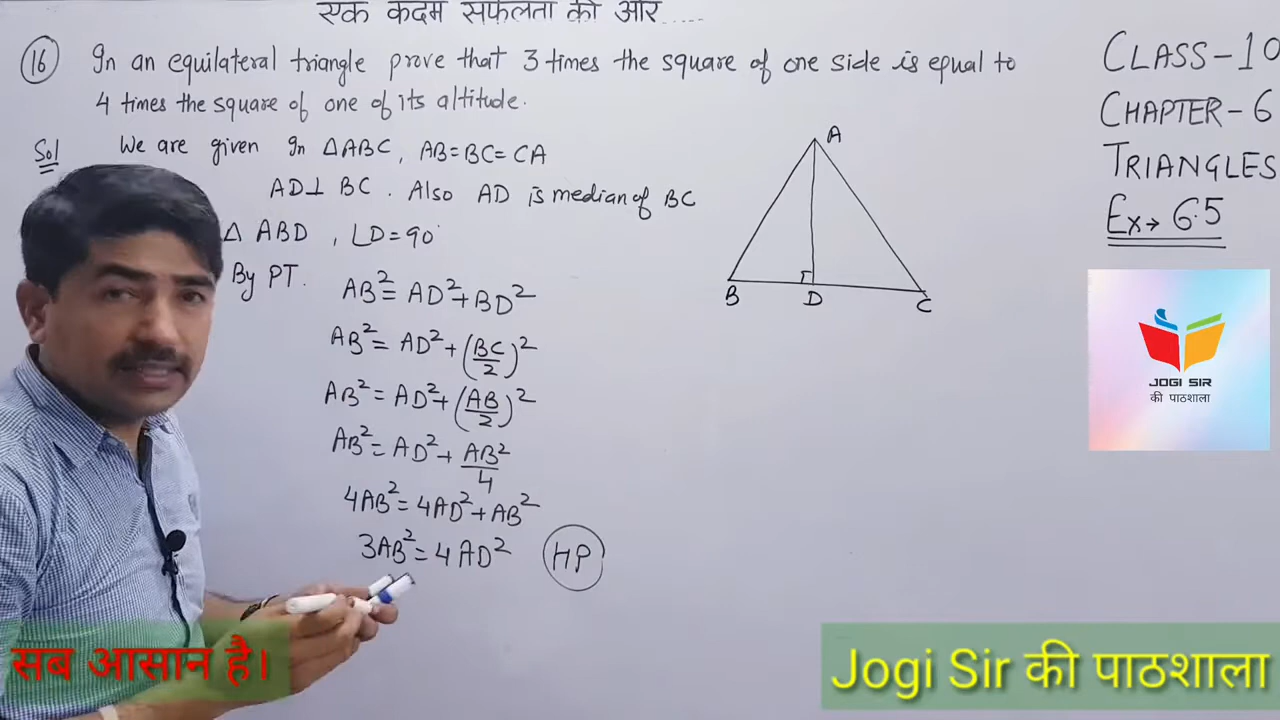 एक कदम सफलता की और.....
16 In an equilateral triangle prove that 3 times the square of one side is equal to
4 times the square of one of its altitude.
Sol We are given In △ABC, AB=BC=CA
AD⊥ BC. Also AD is median of BC
△ ABD, ∠D=90°
By PT.
AB²=AD²+BD²
AB²= AD²+(BC/2)²
AB²= AD²+(AB/2)²
AB²= AD²+AB²/4
4AB²=4AD²+AB²
3AB²=4AD² HP
A
B
D
C
CLASS-10
CHAPTER-6
TRIANGLES
Ex→ 6.5
JOGI SIR
की पाठशाला
सब आसान है।
Jogi Sir की पाठशाला